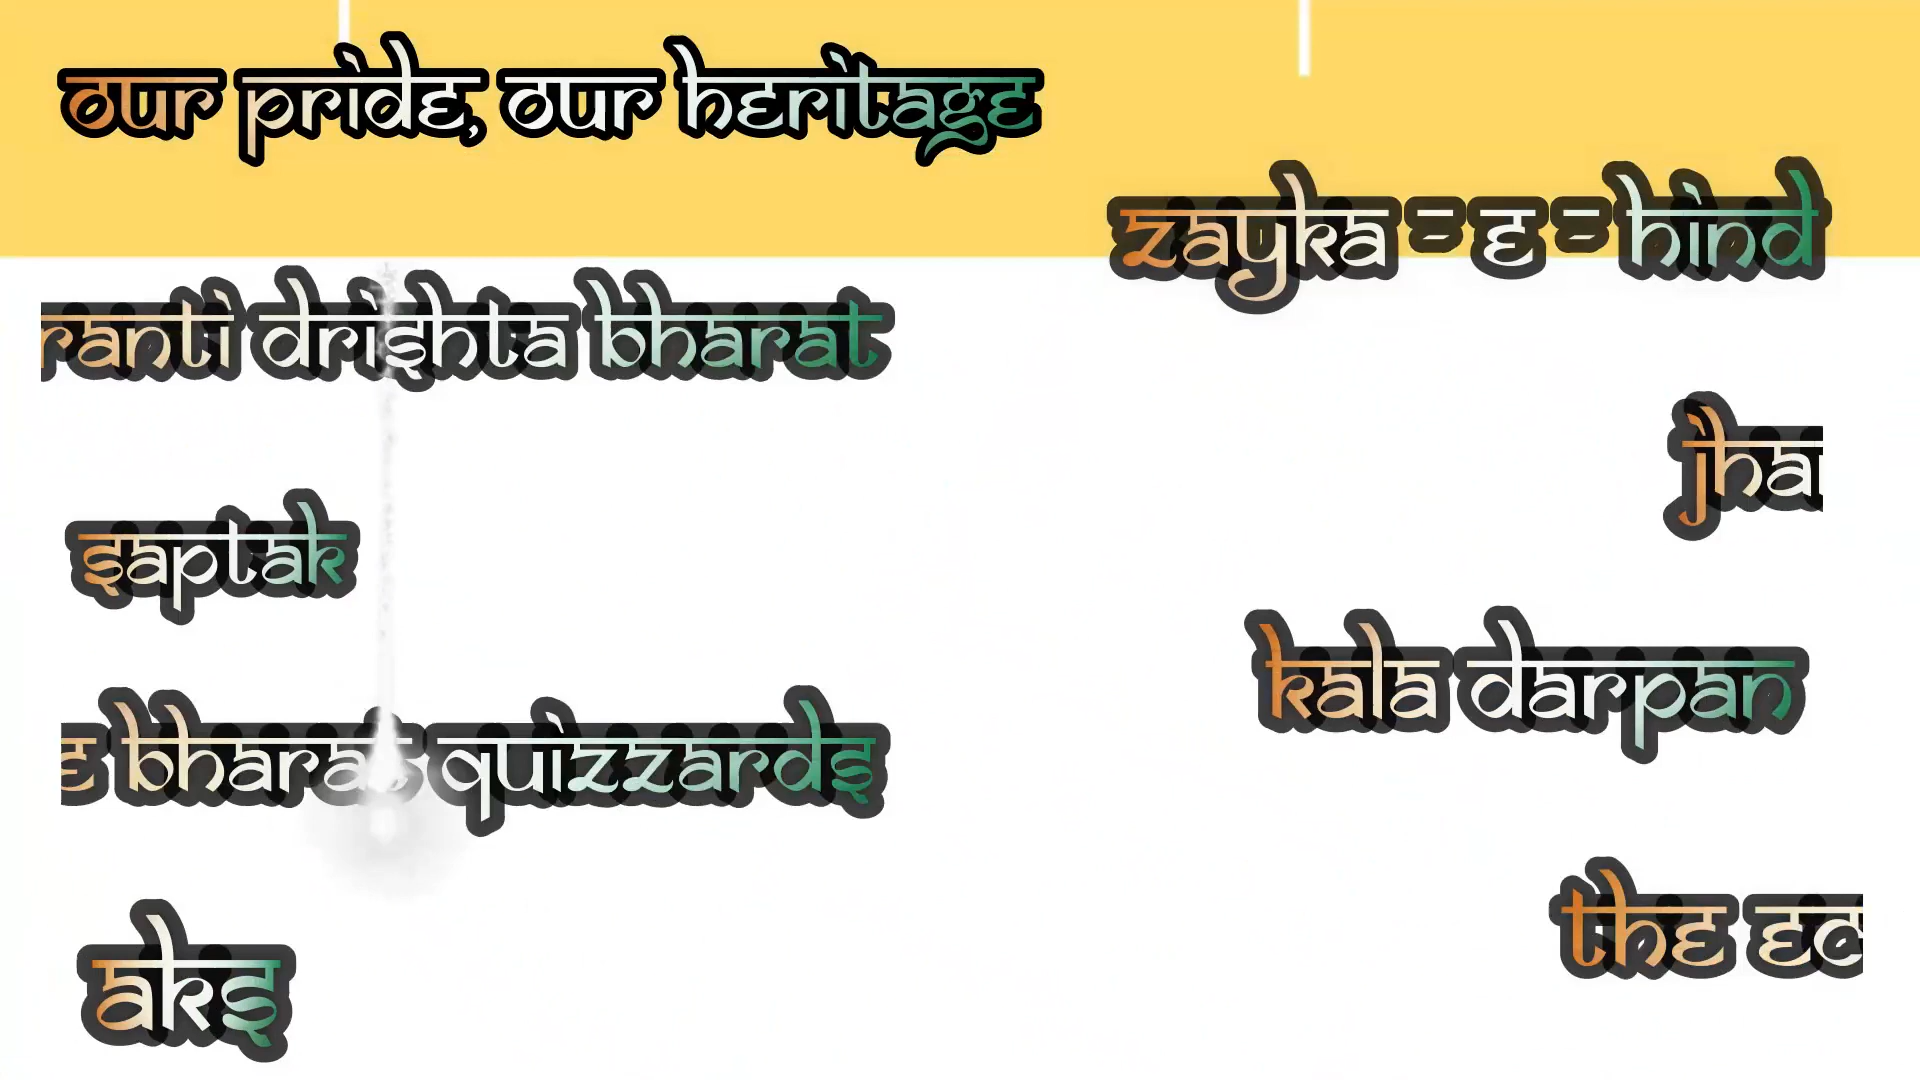 our pride, our heritage
zayka - e - hind
ranti drishta bharat
jha
saptak
kala darpan
e bharat quizzards
the ec
aks